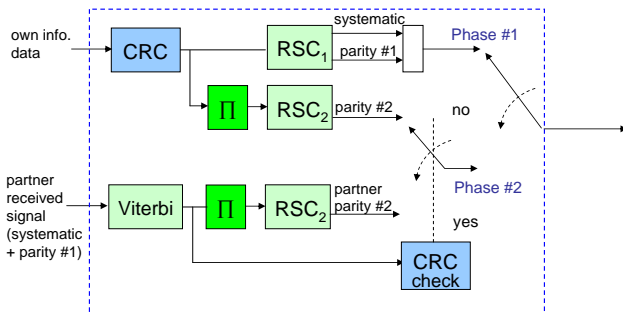 own info.
data
CRC
RSC1
systematic
parity #1
Phase #1
Π
RSC2
parity #2
no
Phase #2
partner
received
signal
(systematic
+ parity #1)
Viterbi
Π
RSC2
partner
parity #2
yes
CRC
check